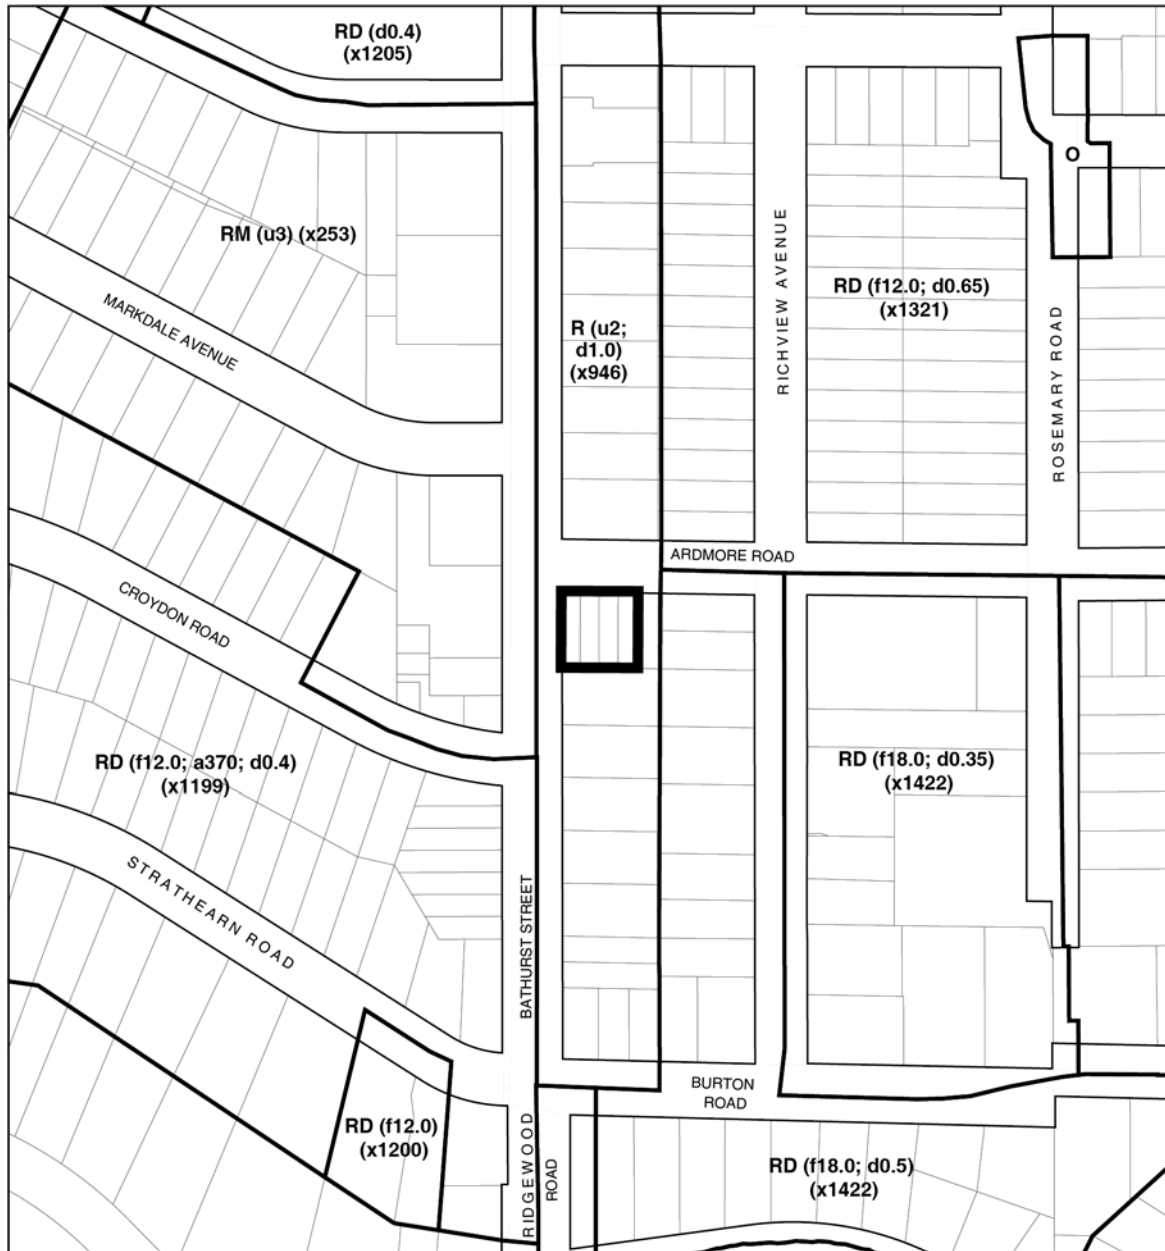 RD (d0.4)
(x1205)
O
RM (u3) (x253)
RICHVIEW AVENUE
RD (f12.0; d0.65)
(x1321)
MARKDALE AVENUE
R (u2;
d1.0)
(x946)
ROSEMARY ROAD
ARDMORE ROAD
CROYDON ROAD
RD (f12.0; a370; d0.4)
(x1199)
RD (f18.0; d0.35)
(x1422)
STRATHEARN ROAD
BATHURST STREET
BURTON
ROAD
RD (f12.0)
(x1200)
RIDGEWOOD
ROAD
RD (f18.0; d0.5)
(x1422)